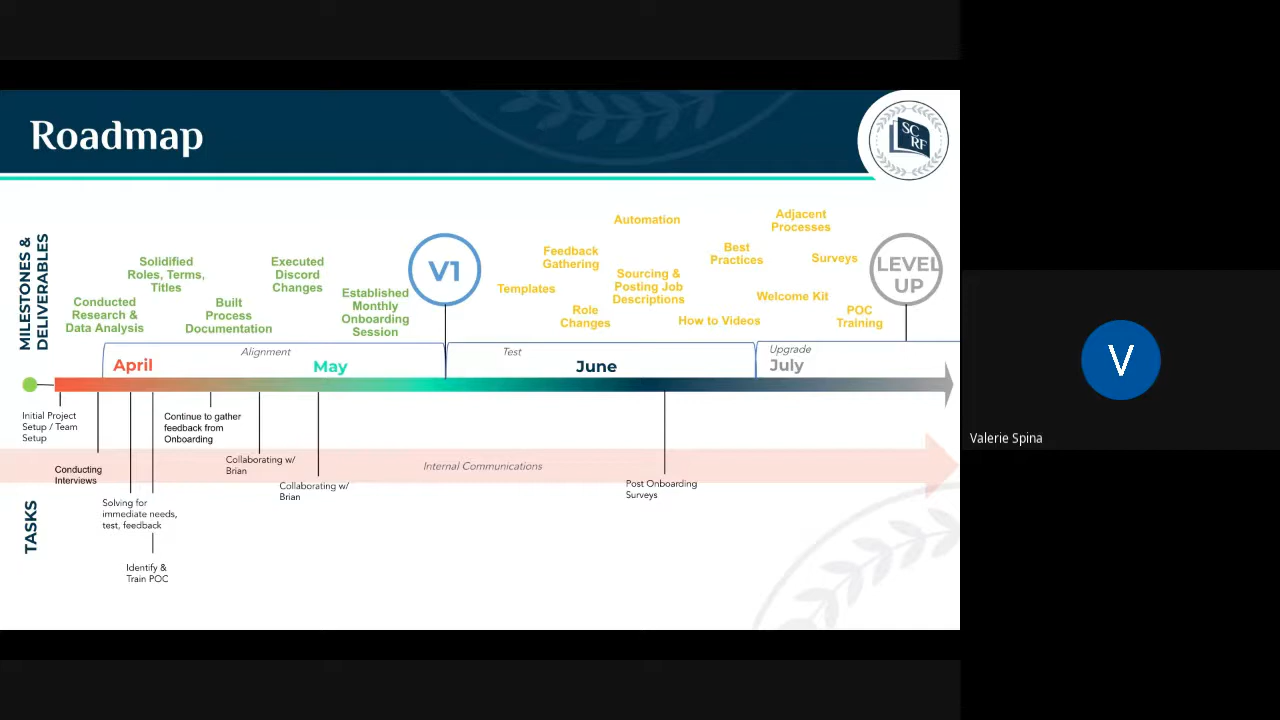 Roadmap
SC
RF
MILESTONES &
DELIVERABLES
Conducted
Research &
Data Analysis
Solidified
Roles, Terms,
Titles
Built
Process
Documentation
Executed
Discord
Changes
Established
Monthly
Onboarding
Session
V1
Templates
Feedback
Gathering
Role
Changes
Automation
Sourcing &
Posting Job
Descriptions
How to Videos
Best
Practices
Adjacent
Processes
Surveys
Welcome Kit
POC
Training
LEVEL
UP
Alignment
Test
Upgrade
April
May
June
July
Initial Project
Setup / Team
Setup
Conducting
Interviews
Solving for
immediate needs,
test, feedback
Identify &
Train POC
Continue to gather
feedback from
Onboarding
Collaborating w/
Brian
Collaborating w/
Brian
Internal Communications
Post Onboarding
Surveys
TASKS
V
Valerie Spina